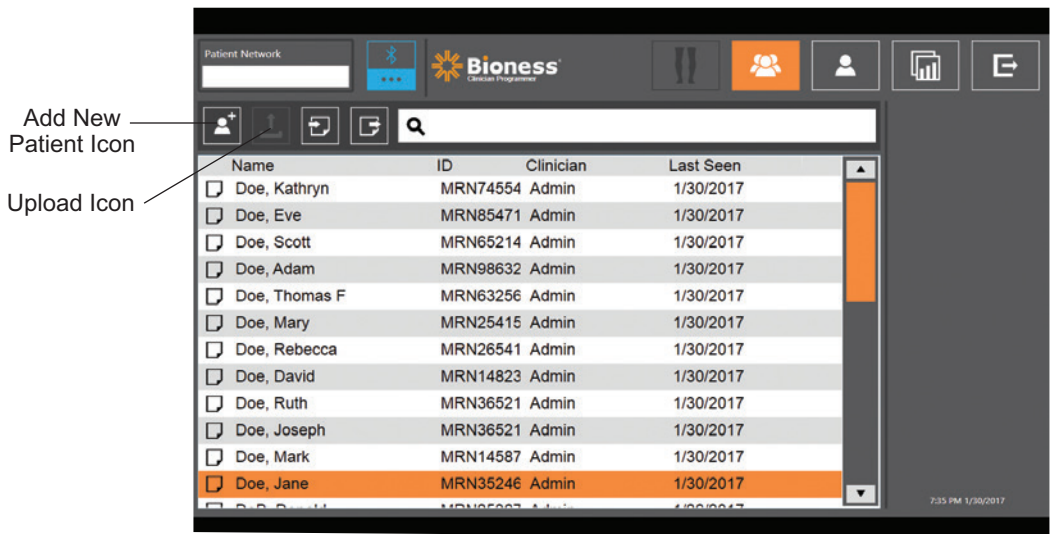 Patient Network
Bioness
Clinician Programmer
Add New
Patient Icon
Upload Icon
Name ID Clinician Last Seen
Doe, Kathryn MRN74554 Admin 1/30/2017
Doe, Eve MRN85471 Admin 1/30/2017
Doe, Scott MRN65214 Admin 1/30/2017
Doe, Adam MRN98632 Admin 1/30/2017
Doe, Thomas F MRN63256 Admin 1/30/2017
Doe, Mary MRN25415 Admin 1/30/2017
Doe, Rebecca MRN26541 Admin 1/30/2017
Doe, David MRN14823 Admin 1/30/2017
Doe, Ruth MRN36521 Admin 1/30/2017
Doe, Joseph MRN36521 Admin 1/30/2017
Doe, Mark MRN14587 Admin 1/30/2017
Doe, Jane MRN35246 Admin 1/30/2017
7:35 PM 1/30/2017